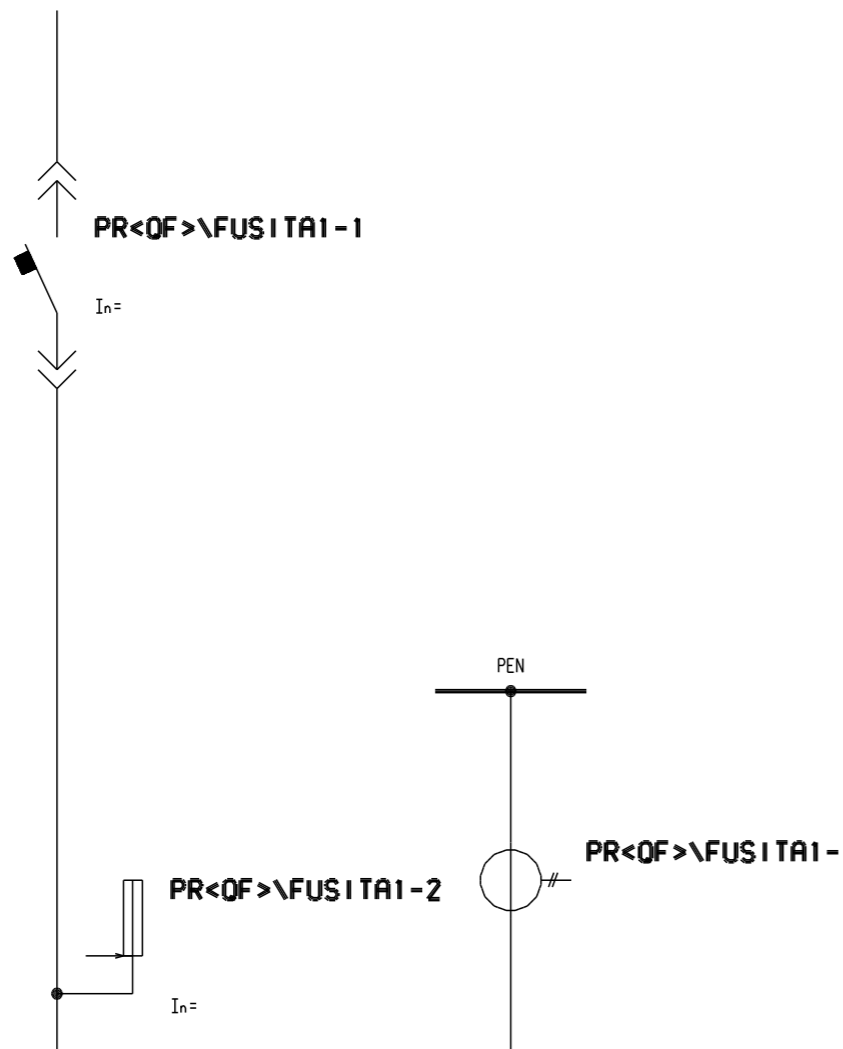 PR<QF>\FUSITA1-1
In=
PEN
PR<QF>\FUSITA1-
PR<QF>\FUSITA1-2
In=